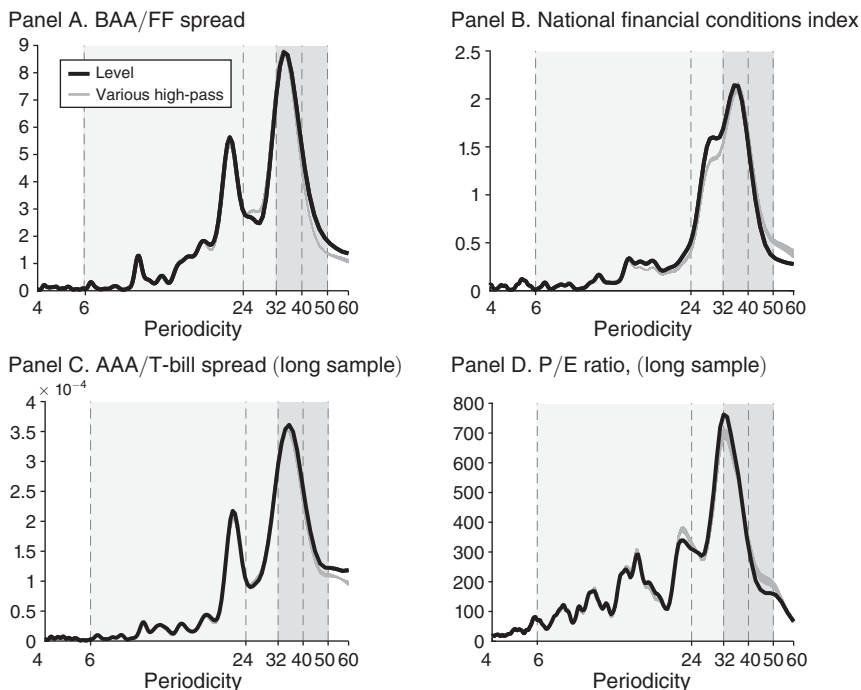 Panel A. BAA/FF spread
9
8
7
6
5
4
3
2
1
0
Level
Various high-pass
4 6 24 32 40 50 60
Periodicity
Panel B. National financial conditions index
2.5
2
1.5
1
0.5
0
4 6 24 32 40 50 60
Periodicity
Panel C. AAA/T-bill spread (long sample)
× 10⁻⁴
4
3.5
3
2.5
2
1.5
1
0.5
0
4 6 24 32 40 50 60
Periodicity
Panel D. P/E ratio, (long sample)
800
700
600
500
400
300
200
100
0
4 6 24 32 40 50 60
Periodicity